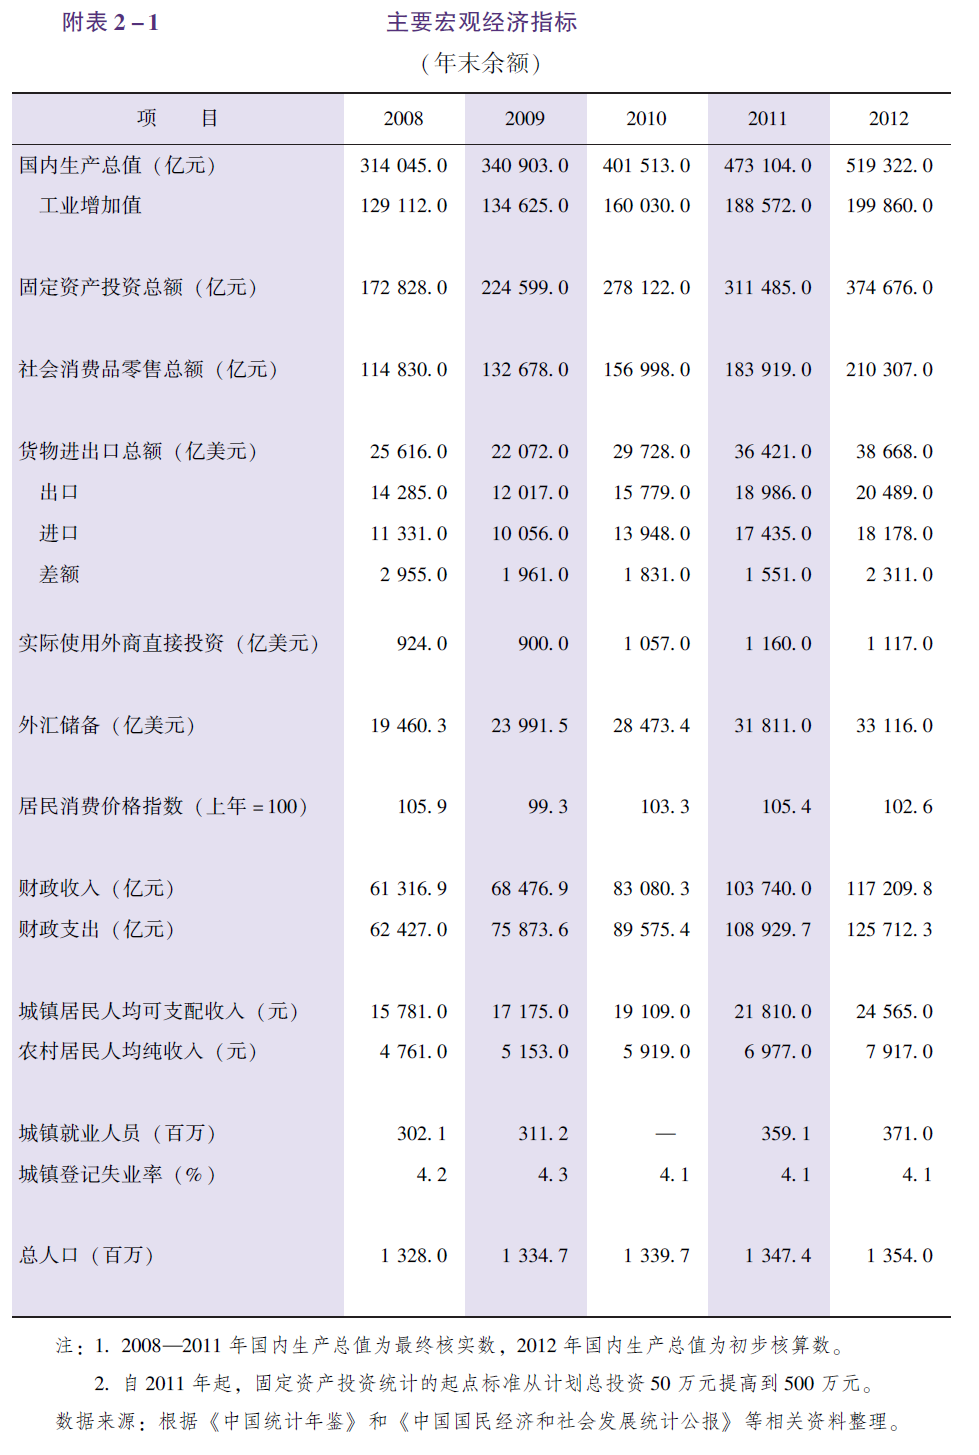 附表 2－1 主要宏观经济指标
（年末余额）
项 目 2008 2009 2010 2011 2012
国内生产总值（亿元） 314 045.0 340 903.0 401 513.0 473 104.0 519 322.0
工业增加值 129 112.0 134 625.0 160 030.0 188 572.0 199 860.0
固定资产投资总额（亿元） 172 828.0 224 599.0 278 122.0 311 485.0 374 676.0
社会消费品零售总额（亿元） 114 830.0 132 678.0 156 998.0 183 919.0 210 307.0
货物进出口总额（亿美元） 25 616.0 22 072.0 29 728.0 36 421.0 38 668.0
出口 14 285.0 12 017.0 15 779.0 18 986.0 20 489.0
进口 11 331.0 10 056.0 13 948.0 17 435.0 18 178.0
差额 2 955.0 1 961.0 1 831.0 1 551.0 2 311.0
实际使用外商直接投资（亿美元） 924.0 900.0 1 057.0 1 160.0 1 117.0
外汇储备（亿美元） 19 460.3 23 991.5 28 473.4 31 811.0 33 116.0
居民消费价格指数（上年=100） 105.9 99.3 103.3 105.4 102.6
财政收入（亿元） 61 316.9 68 476.9 83 080.3 103 740.0 117 209.8
财政支出（亿元） 62 427.0 75 873.6 89 575.4 108 929.7 125 712.3
城镇居民人均可支配收入（元） 15 781.0 17 175.0 19 109.0 21 810.0 24 565.0
农村居民人均纯收入（元） 4 761.0 5 153.0 5 919.0 6 977.0 7 917.0
城镇就业人员（百万） 302.1 311.2 — 359.1 371.0
城镇登记失业率（%） 4.2 4.3 4.1 4.1 4.1
总人口（百万） 1 328.0 1 334.7 1 339.7 1 347.4 1 354.0
注：1. 2008—2011 年国内生产总值为最终核实数，2012 年国内生产总值为初步核算数。
2. 自 2011 年起，固定资产投资统计的起点标准从计划总投资 50 万元提高到 500 万元。
数据来源：根据《中国统计年鉴》和《中国国民经济和社会发展统计公报》等相关资料整理。